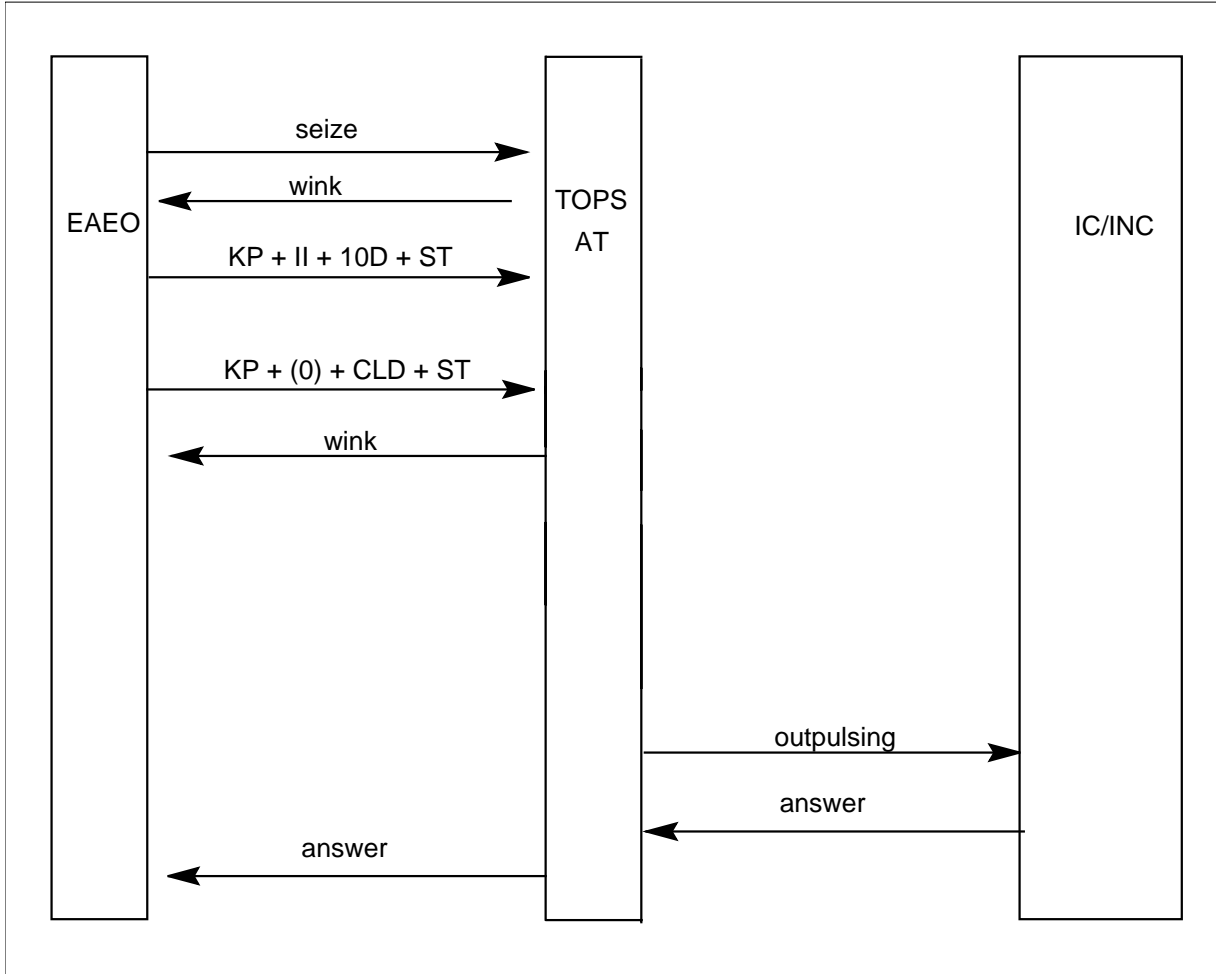 seize
wink
EAEO
TOPS
AT
IC/INC
KP + II + 10D + ST
KP + (0) + CLD + ST
wink
outpulsing
answer
answer